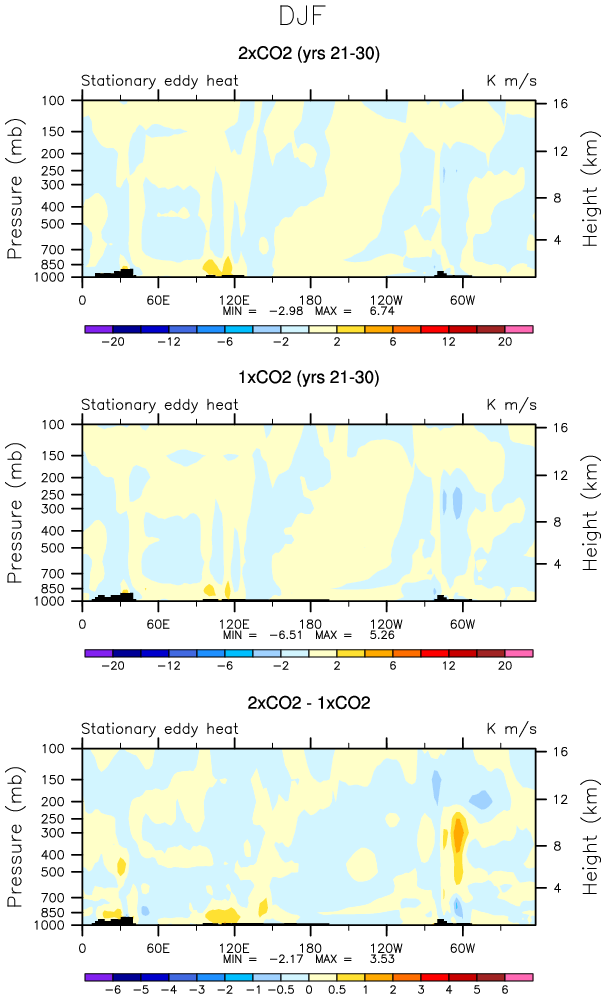 DJF
2xCO2 (yrs 21-30)
Stationary eddy heat K m/s
Pressure (mb)
100
150
200
250
300
400
500
700
850
1000
16
12
8
4
Height (km)
0 60E 120E 180 120W 60W
MIN = -2.98 MAX = 6.74
-20 -12 -6 -2 2 6 12 20
1xCO2 (yrs 21-30)
Stationary eddy heat K m/s
Pressure (mb)
100
150
200
250
300
400
500
700
850
1000
16
12
8
4
Height (km)
0 60E 120E 180 120W 60W
MIN = -6.51 MAX = 5.26
-20 -12 -6 -2 2 6 12 20
2xCO2 - 1xCO2
Stationary eddy heat K m/s
Pressure (mb)
100
150
200
250
300
400
500
700
850
1000
16
12
8
4
Height (km)
0 60E 120E 180 120W 60W
MIN = -2.17 MAX = 3.53
-6 -5 -4 -3 -2 -1 -0.5 0 0.5 1 2 3 4 5 6